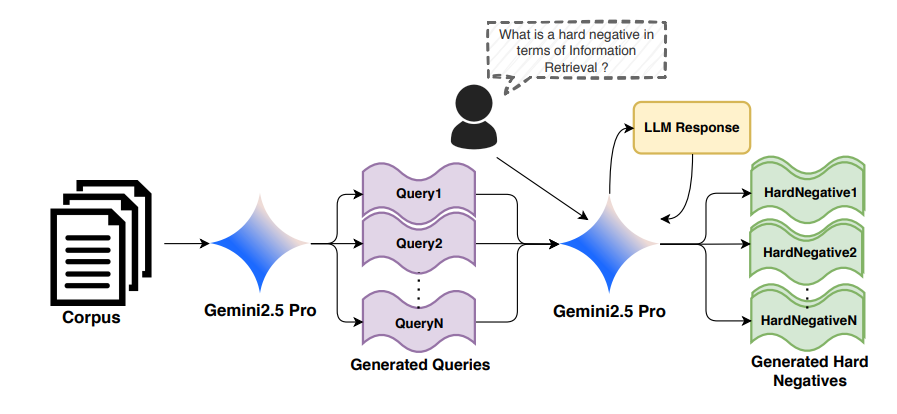 What is a hard negative in
terms of Information
Retrieval ?
LLM Response
Corpus
Gemini2.5 Pro
Query1
Query2
QueryN
Generated Queries
Gemini2.5 Pro
HardNegative1
HardNegative2
HardNegativeN
Generated Hard
Negatives